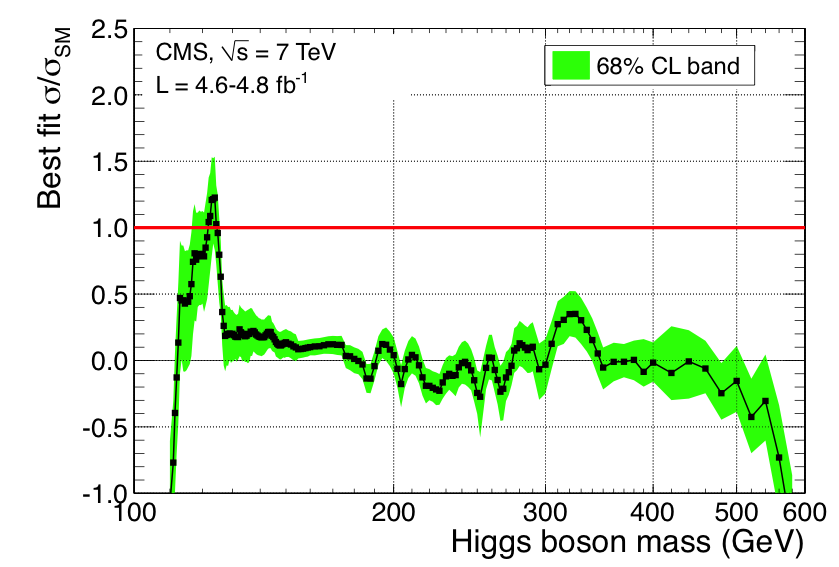 Best fit σ/σSM
2.5
2.0
1.5
1.0
0.5
0.0
-0.5
-1.0
CMS, √s = 7 TeV
L = 4.6-4.8 fb-1
68% CL band
100 200 300 400 500 600
Higgs boson mass (GeV)